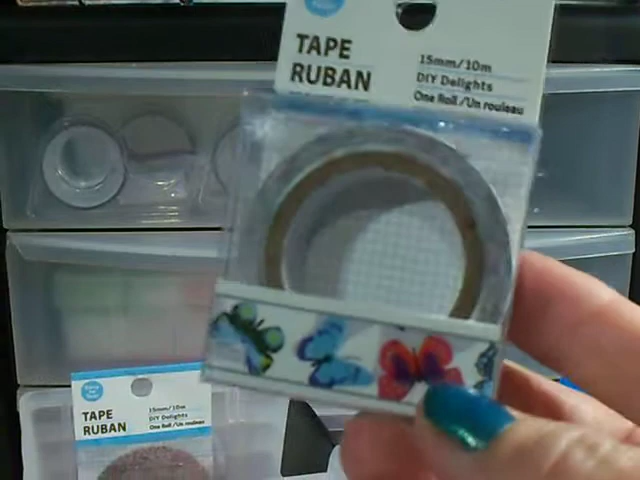 TAPE
RUBAN
15mm/10m
DIY Delights
One Roll/Un rouleau
TAPE
RUBAN
15mm/10m
DIY Delights
One Roll/Un rouleau